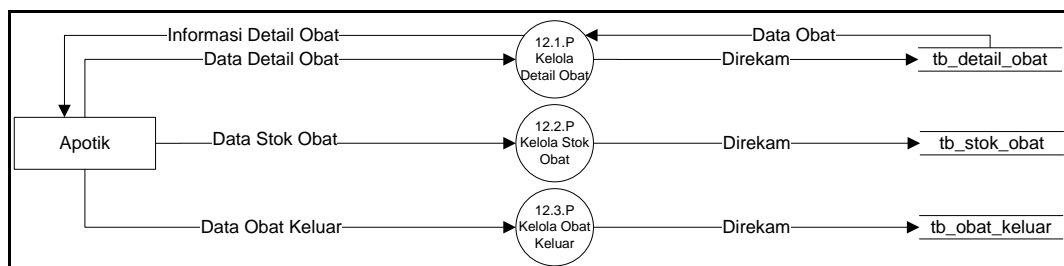 Informasi Detail Obat
12.1.P
Kelola
Detail Obat
Data Obat
Data Detail Obat
Direkam
tb_detail_obat
Apotik
Data Stok Obat
12.2.P
Kelola Stok
Obat
Direkam
tb_stok_obat
Data Obat Keluar
12.3.P
Kelola Obat
Keluar
Direkam
tb_obat_keluar